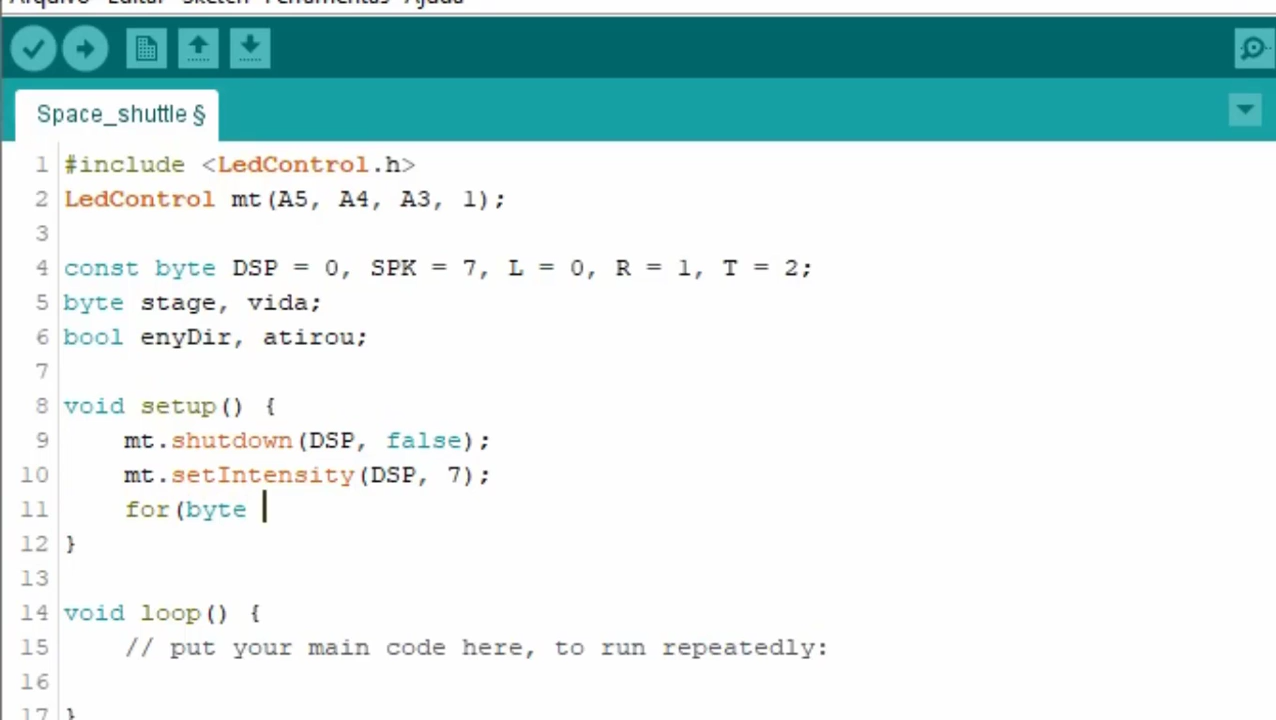 Arquivo Editar Sketch Ferramentas Ajuda
Space_shuttle §
1 #include <LedControl.h>
2 LedControl mt(A5, A4, A3, 1);
3
4 const byte DSP = 0, SPK = 7, L = 0, R = 1, T = 2;
5 byte stage, vida;
6 bool enyDir, atirou;
7
8 void setup() {
9 mt.shutdown(DSP, false);
10 mt.setIntensity(DSP, 7);
11 for(byte
12 }
13
14 void loop() {
15 // put your main code here, to run repeatedly:
16
17 }